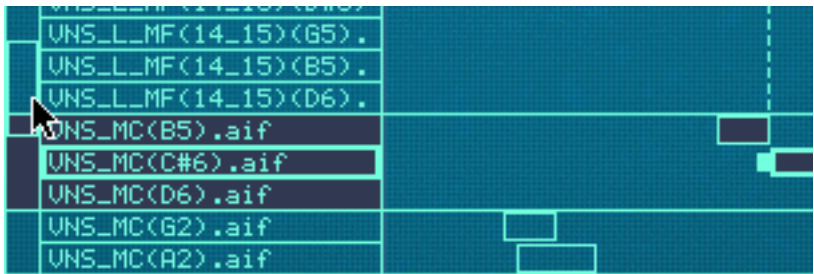 VNS_L_MF(14_15)(G5).
VNS_L_MF(14_15)(B5).
VNS_L_MF(14_15)(D6).
VNS_MC(B5).aif
VNS_MC(C#6).aif
VNS_MC(D6).aif
VNS_MC(G2).aif
VNS_MC(A2).aif